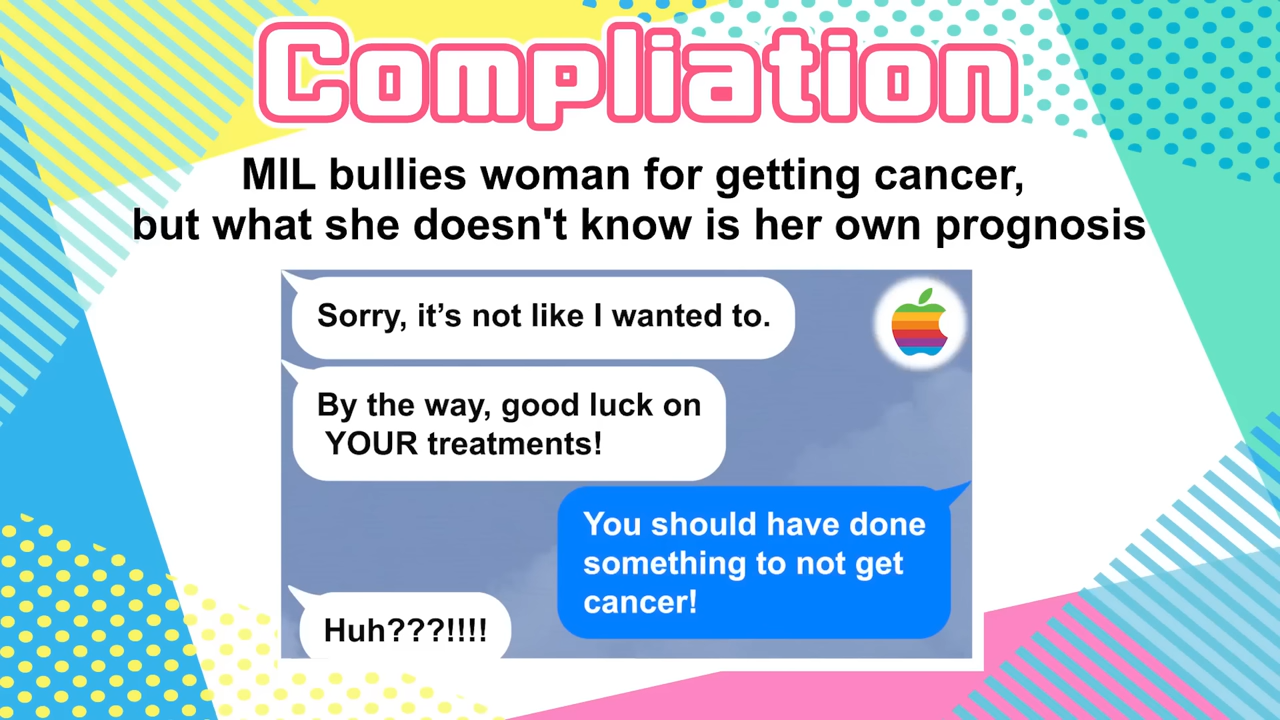 Compliation
MIL bullies woman for getting cancer,
but what she doesn't know is her own prognosis
Sorry, it’s not like I wanted to.
By the way, good luck on
YOUR treatments!
You should have done
something to not get
cancer!
Huh???!!!!